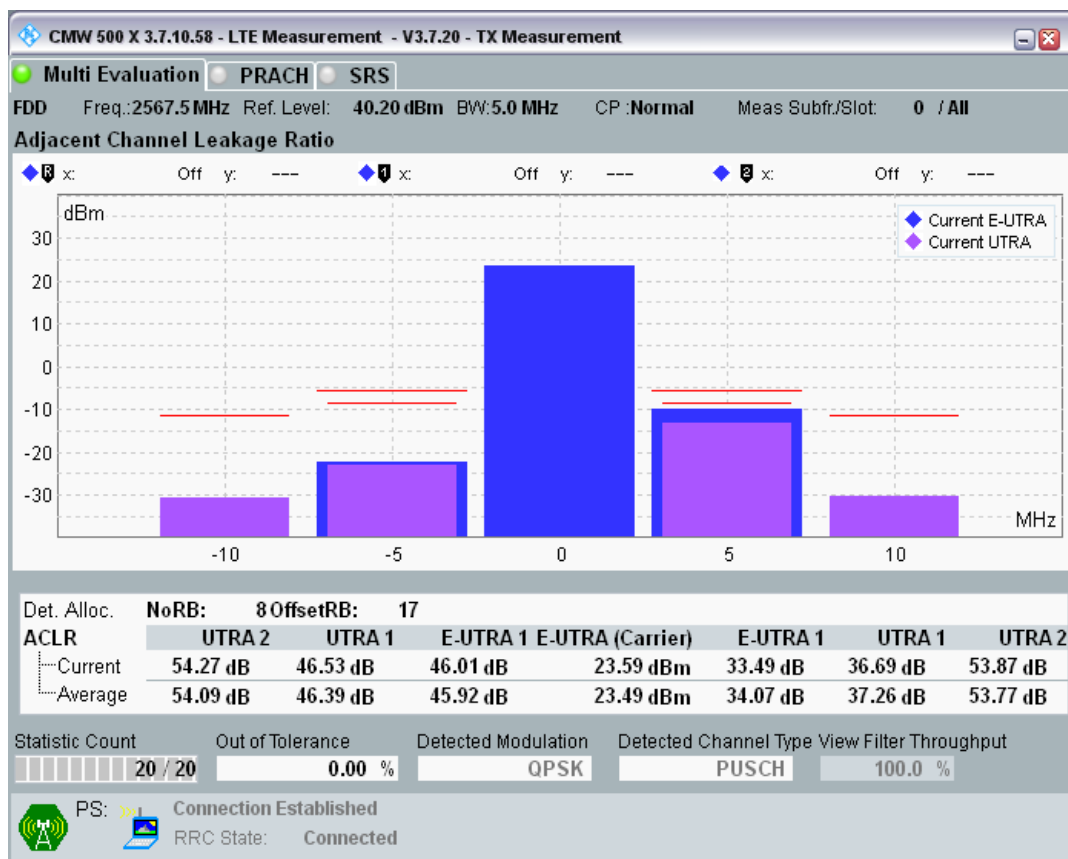 CMW 500 X 3.7.10.58 - LTE Measurement - V3.7.20 - TX Measurement
Multi Evaluation PRACH SRS
FDD Freq.:2567.5 MHz Ref. Level: 40.20 dBm BW:5.0 MHz CP :Normal Meas Subfr./Slot: 0 / All
Adjacent Channel Leakage Ratio
R x: Off y: --- 1 x: Off y: --- 2 x: Off y: ---
dBm
Current E-UTRA
Current UTRA
30
20
10
0
-10
-20
-30
MHz
-10 -5 0 5 10
Det. Alloc. NoRB: 8 OffsetRB: 17
ACLR UTRA 2 UTRA 1 E-UTRA 1 E-UTRA (Carrier) E-UTRA 1 UTRA 1 UTRA 2
Current 54.27 dB 46.53 dB 46.01 dB 23.59 dBm 33.49 dB 36.69 dB 53.87 dB
Average 54.09 dB 46.39 dB 45.92 dB 23.49 dBm 34.07 dB 37.26 dB 53.77 dB
Statistic Count Out of Tolerance Detected Modulation Detected Channel Type View Filter Throughput
20 / 20 0.00 % QPSK PUSCH 100.0 %
PS: Connection Established
RRC State: Connected